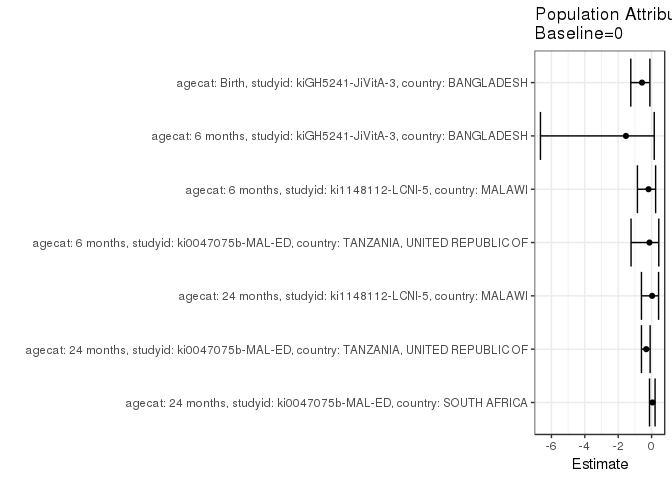 Population Attribu
Baseline=0
agecat: Birth, studyid: kiGH5241-JiVitA-3, country: BANGLADESH
agecat: 6 months, studyid: kiGH5241-JiVitA-3, country: BANGLADESH
agecat: 6 months, studyid: ki1148112-LCNI-5, country: MALAWI
agecat: 6 months, studyid: ki0047075b-MAL-ED, country: TANZANIA, UNITED REPUBLIC OF
agecat: 24 months, studyid: ki1148112-LCNI-5, country: MALAWI
agecat: 24 months, studyid: ki0047075b-MAL-ED, country: TANZANIA, UNITED REPUBLIC OF
agecat: 24 months, studyid: ki0047075b-MAL-ED, country: SOUTH AFRICA
-6 -4 -2 0
Estimate